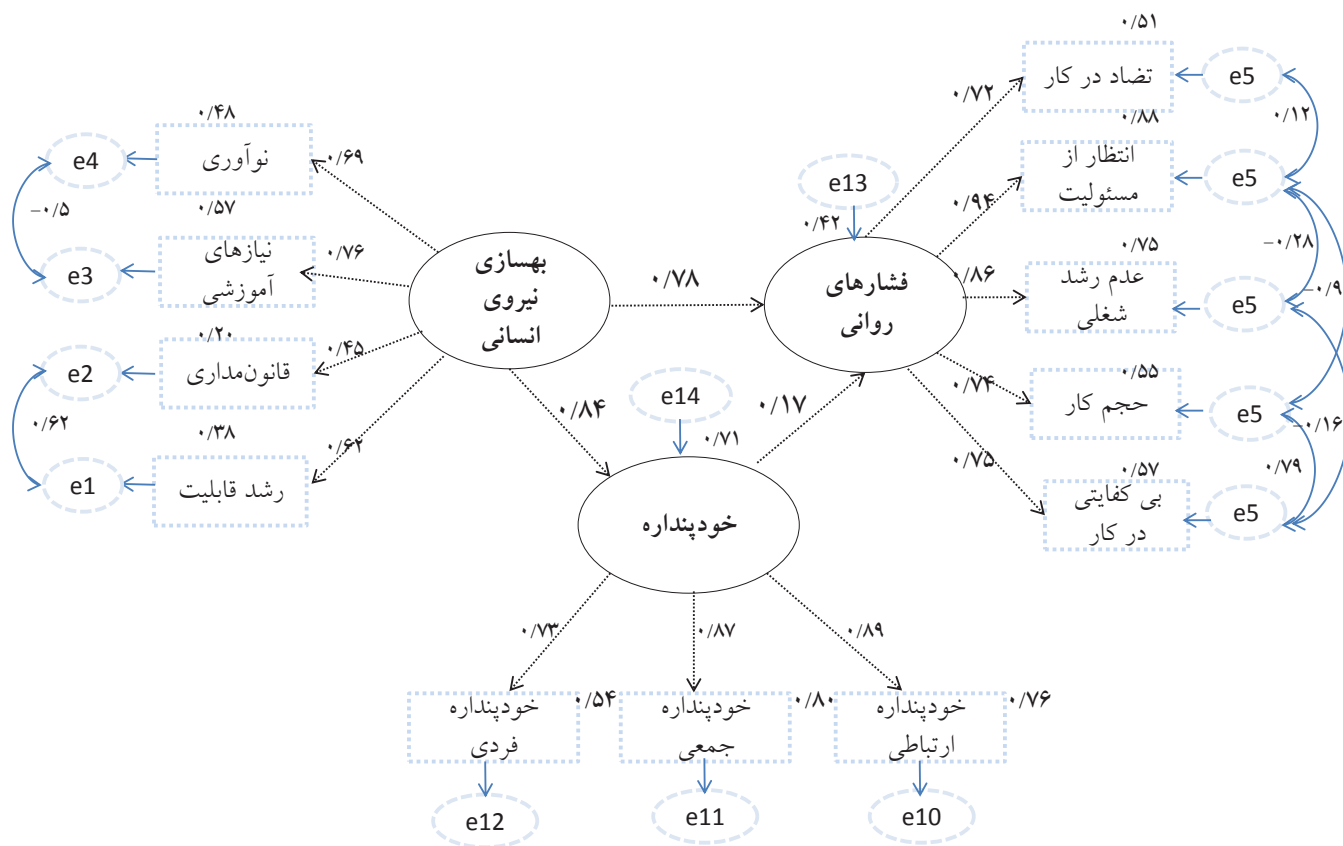 ۰/۵۱
تضاد در کار
e5
۰/۷۲
۰/۱۲
۰/۸۸
۰/۴۸
نوآوری
e4
۰/۶۹
انتظار از
مسئولیت
e5
۰/۹۴
e13
۰/۴۲
−۰/۵
۰/۵۷
نیازهای
آموزشی
e3
۰/۷۶
بهسازی
نیروی
انسانی
۰/۷۸
فشارهای
روانی
−۰/۲۸
۰/۷۵
عدم رشد
شغلی
e5
۰/۸۶
−۰/۹
۰/۲۰
قانون‌مداری
e2
۰/۴۵
۰/۵۵
حجم کار
e5
۰/۷۴
−۰/۱۶
۰/۶۲
۰/۳۸
رشد قابلیت
e1
۰/۶۲
۰/۸۴
e14
۰/۷۱
۰/۱۷
۰/۷۵
۰/۵۷
بی کفایتی
در کار
e5
۰/۷۹
خودپنداره
۰/۷۳
۰/۸۷
۰/۸۹
خودپنداره
فردی
۰/۵۴
خودپنداره
جمعی
۰/۸۰
خودپنداره
ارتباطی
۰/۷۶
e12
e11
e10